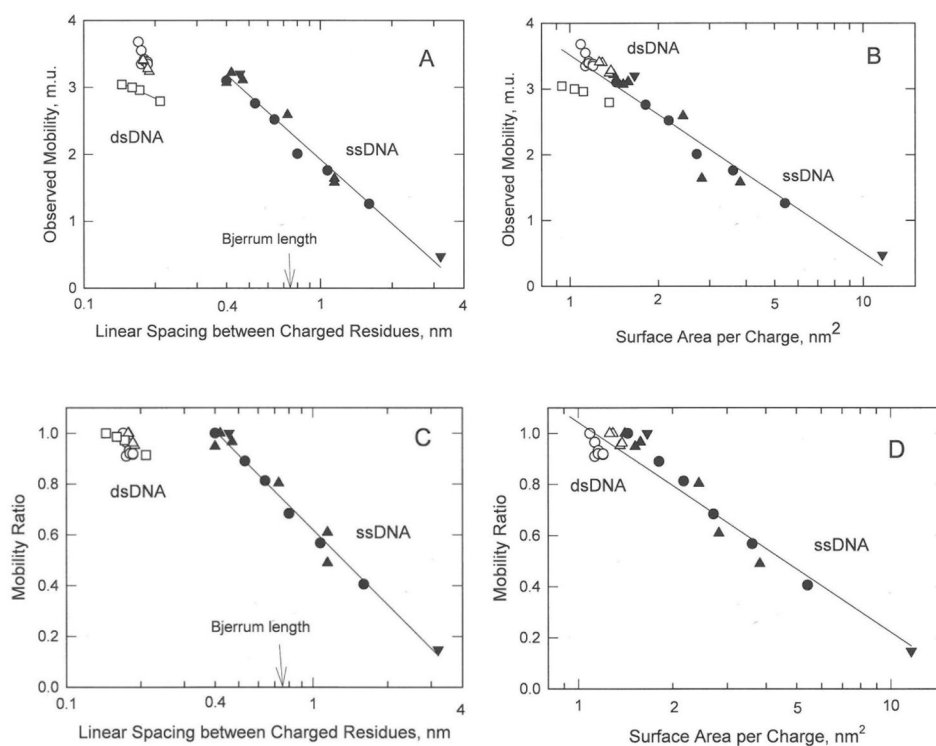 4
3
2
1
0
Observed Mobility, m.u.
A
dsDNA
ssDNA
Bjerrum length
0.1
0.4
1
4
Linear Spacing between Charged Residues, nm
4
3
2
1
0
Observed Mobility, m.u.
B
dsDNA
ssDNA
1
2
5
10
Surface Area per Charge, nm²
1.0
0.8
0.6
0.4
0.2
0.0
Mobility Ratio
C
dsDNA
ssDNA
Bjerrum length
0.1
0.4
1
4
Linear Spacing between Charged Residues, nm
1.0
0.8
0.6
0.4
0.2
0.0
Mobility Ratio
D
dsDNA
ssDNA
1
2
5
10
Surface Area per Charge, nm²